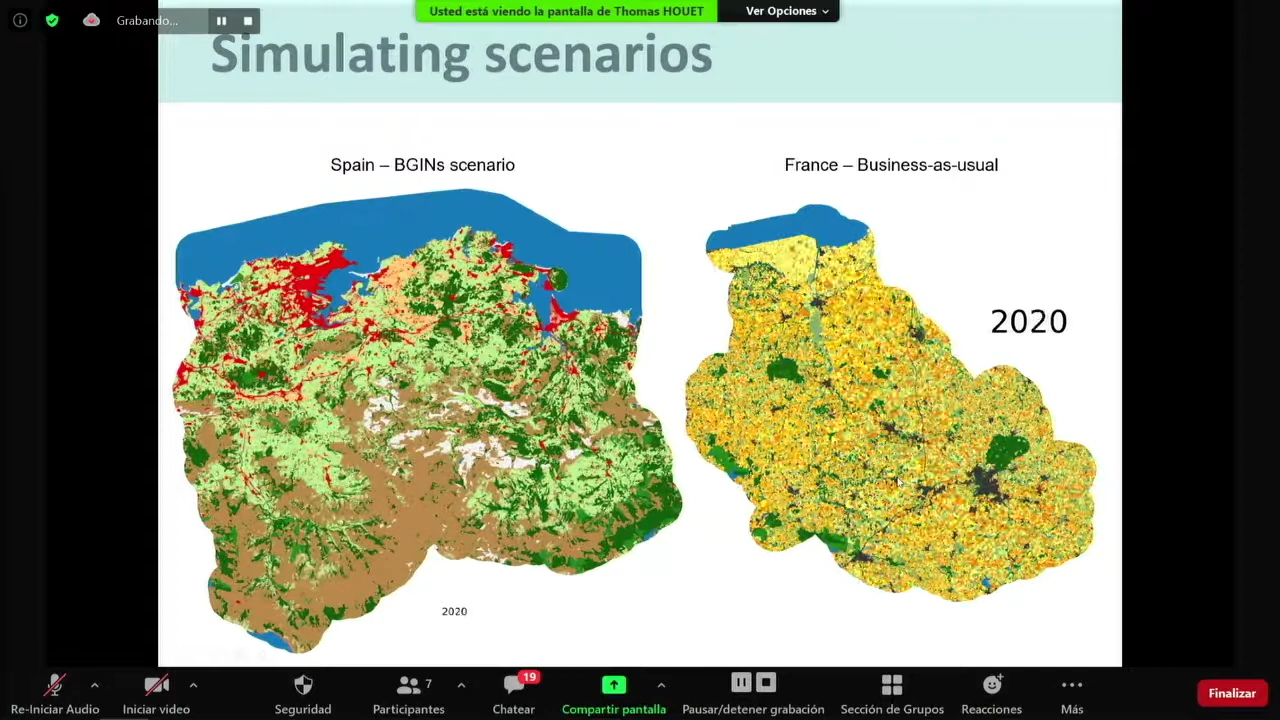 Grabando...
Usted está viendo la pantalla de Thomas HOUET
Ver Opciones
Simulating scenarios
Spain – BGINs scenario
France – Business-as-usual
2020
2020
19
7
Re-Iniciar Audio
Iniciar video
Seguridad
Participantes
Chatear
Compartir pantalla
Pausar/detener grabación
Sección de Grupos
Reacciones
Más
Finalizar